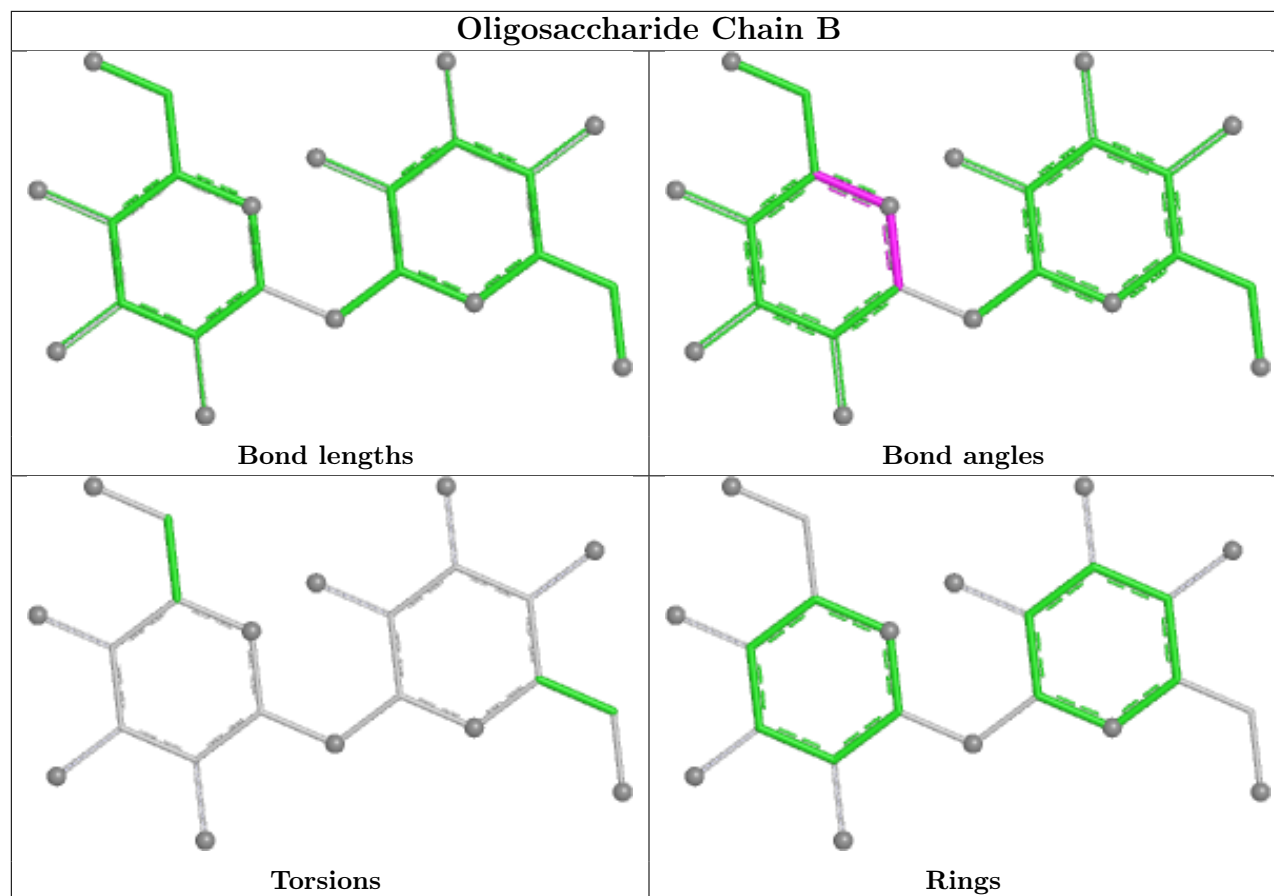 Oligosaccharide Chain B
Bond lengths
Bond angles
Torsions
Rings